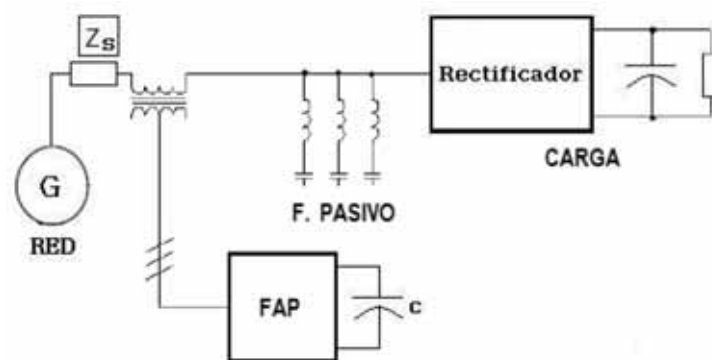 Zs
Rectificador
CARGA
G
RED
F. PASIVO
FAP
C